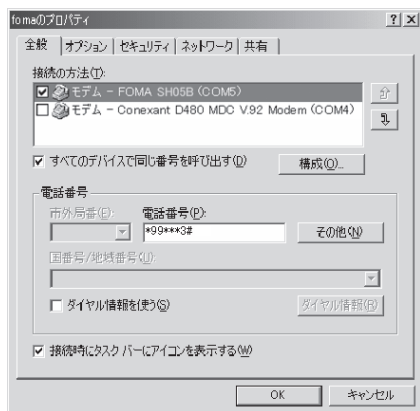 fomaのプロパティ
全般 オプション セキュリティ ネットワーク 共有
接続の方法(T):
モデム - FOMA SH05B (COM5)
モデム - Conexant D480 MDC V.92 Modem (COM4)
すべてのデバイスで同じ番号を呼び出す(D) 構成(O)...
電話番号
市外局番(E): 電話番号(P):
*99***3# その他(N)
国番号/地域番号(U):
ダイヤル情報を使う(S) ダイヤル情報(R)
接続時にタスク バーにアイコンを表示する(W)
OK キャンセル